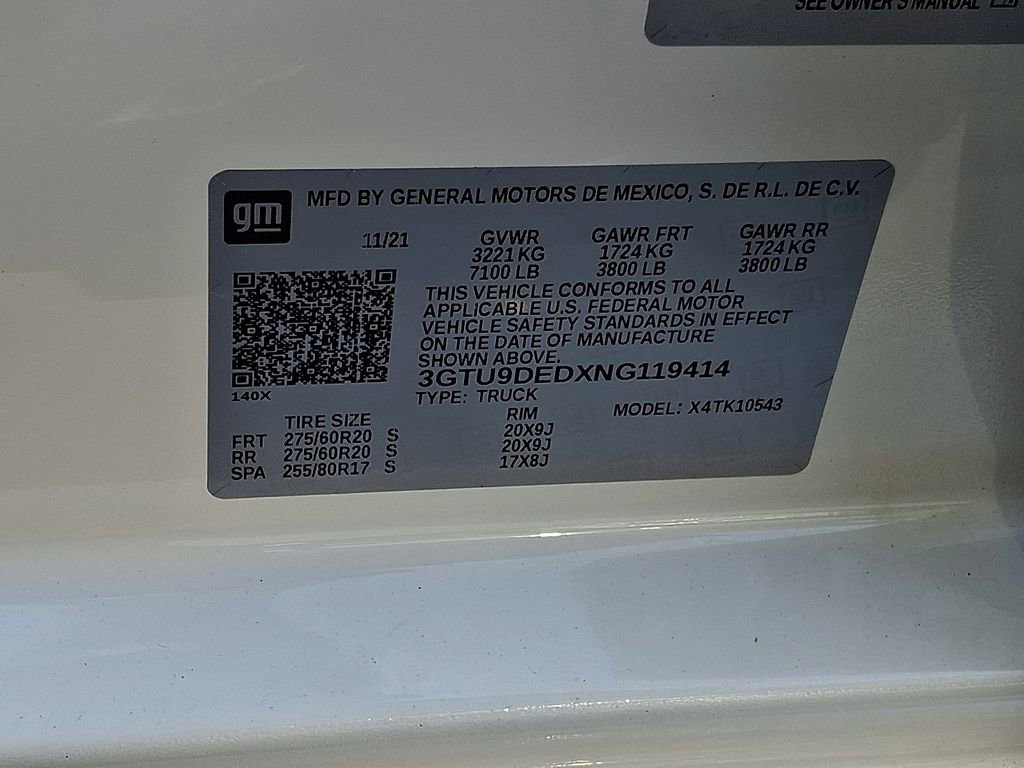 SEE OWNER'S MANUAL
gm
MFD BY GENERAL MOTORS DE MEXICO, S. DE R.L. DE C.V.
11/21 GVWR GAWR FRT GAWR RR
3221 KG 1724 KG 1724 KG
7100 LB 3800 LB 3800 LB
THIS VEHICLE CONFORMS TO ALL
APPLICABLE U.S. FEDERAL MOTOR
VEHICLE SAFETY STANDARDS IN EFFECT
ON THE DATE OF MANUFACTURE
SHOWN ABOVE.
3GTU9DEDXNG119414
140X
TYPE: TRUCK
TIRE SIZE RIM MODEL: X4TK10543
FRT 275/60R20 S 20X9J
RR 275/60R20 S 20X9J
SPA 255/80R17 S 17X8J